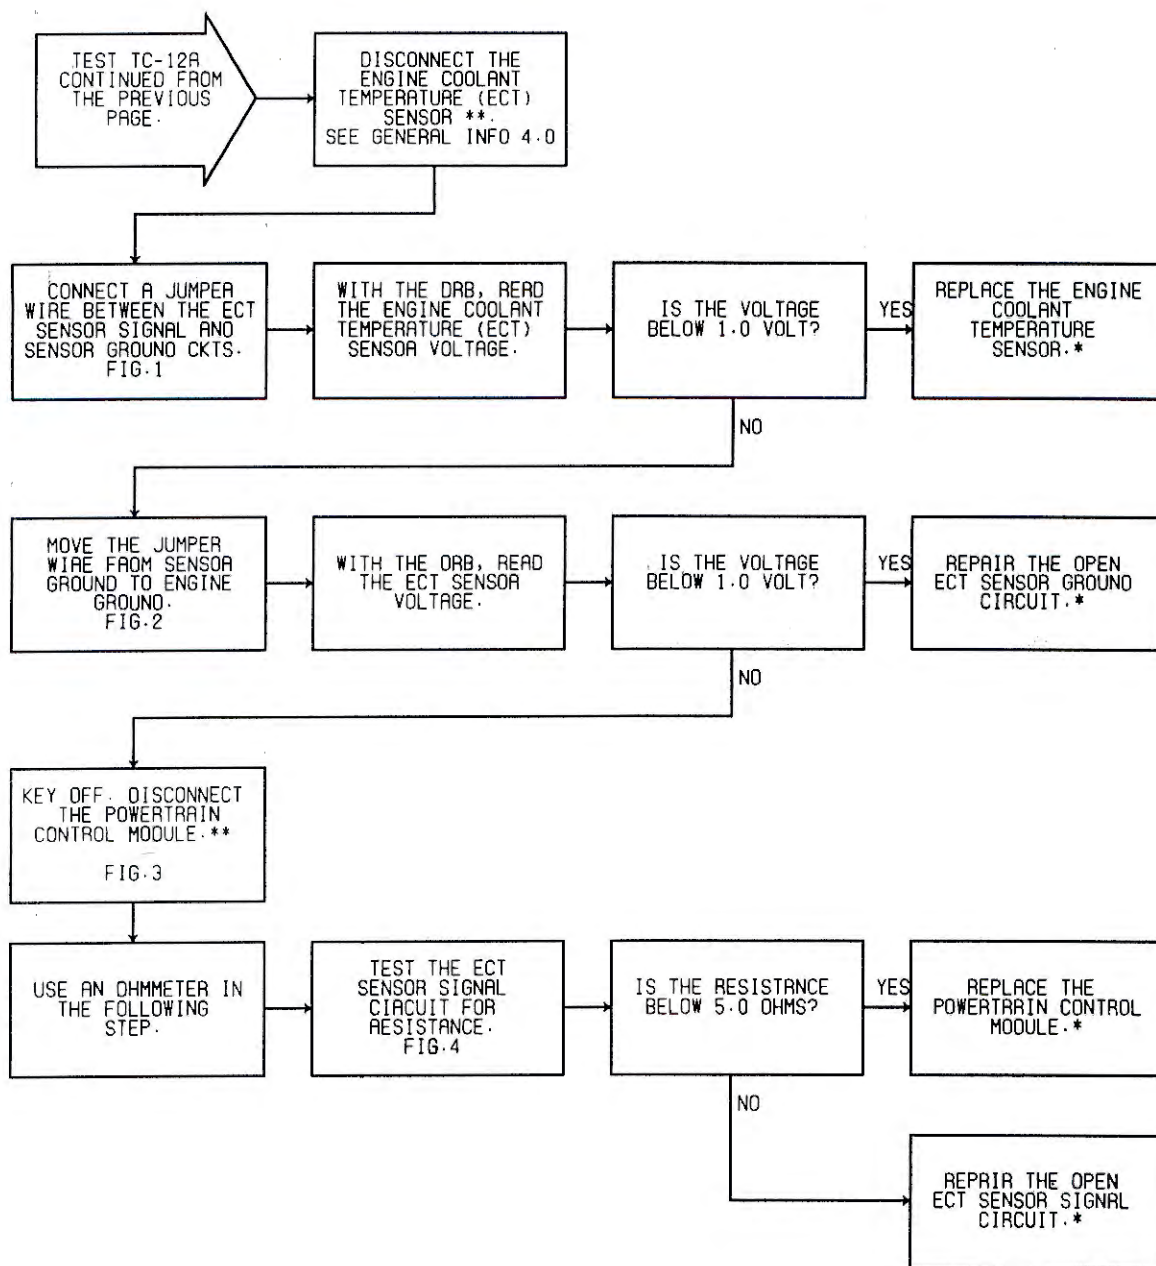 TEST TC-12A
CONTINUED FROM
THE PREVIOUS
PAGE.
DISCONNECT THE
ENGINE COOLANT
TEMPERATURE (ECT)
SENSOR **.
SEE GENERAL INFO 4.0
CONNECT A JUMPER
WIRE BETWEEN THE ECT
SENSOR SIGNAL AND
SENSOR GROUND CKTS.
FIG.1
WITH THE DRB, READ
THE ENGINE COOLANT
TEMPERATURE (ECT)
SENSOR VOLTAGE.
IS THE VOLTAGE
BELOW 1.0 VOLT?
YES
REPLACE THE ENGINE
COOLANT
TEMPERATURE
SENSOR.*
NO
MOVE THE JUMPER
WIRE FROM SENSOR
GROUND TO ENGINE
GROUND.
FIG.2
WITH THE DRB, READ
THE ECT SENSOR
VOLTAGE.
IS THE VOLTAGE
BELOW 1.0 VOLT?
YES
REPAIR THE OPEN
ECT SENSOR GROUND
CIRCUIT.*
NO
KEY OFF. DISCONNECT
THE POWERTRAIN
CONTROL MODULE.**
FIG.3
USE AN OHMMETER IN
THE FOLLOWING
STEP.
TEST THE ECT
SENSOR SIGNAL
CIRCUIT FOR
RESISTANCE.
FIG.4
IS THE RESISTANCE
BELOW 5.0 OHMS?
YES
REPLACE THE
POWERTRAIN CONTROL
MODULE.*
NO
REPAIR THE OPEN
ECT SENSOR SIGNAL
CIRCUIT.*